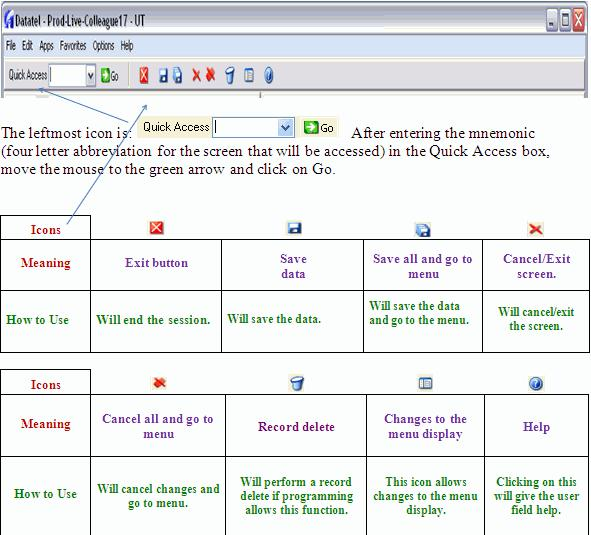 Datatel - Prod-Live-Colleague17 - UT
File Edit Apps Favorites Options Help
Quick Access Go
The leftmost icon is: Quick Access Go After entering the mnemonic
(four letter abbreviation for the screen that will be accessed) in the Quick Access box,
move the mouse to the green arrow and click on Go.
Icons
Meaning Exit button Save data Save all and go to menu Cancel/Exit screen.
How to Use Will end the session. Will save the data. Will save the data and go to the menu. Will cancel/exit the screen.
Icons
Meaning Cancel all and go to menu Record delete Changes to the menu display Help
How to Use Will cancel changes and go to menu. Will perform a record delete if programming allows this function. This icon allows changes to the menu display. Clicking on this will give the user field help.